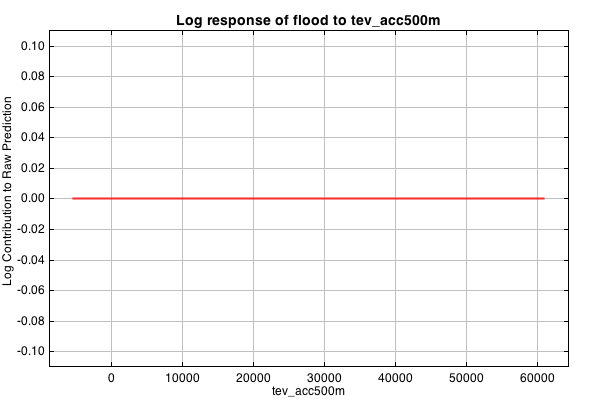 Log response of flood to tev_acc500m
0.10
0.08
0.06
0.04
0.02
0.00
-0.02
-0.04
-0.06
-0.08
-0.10
Log Contribution to Raw Prediction
0 10000 20000 30000 40000 50000 60000
tev_acc500m